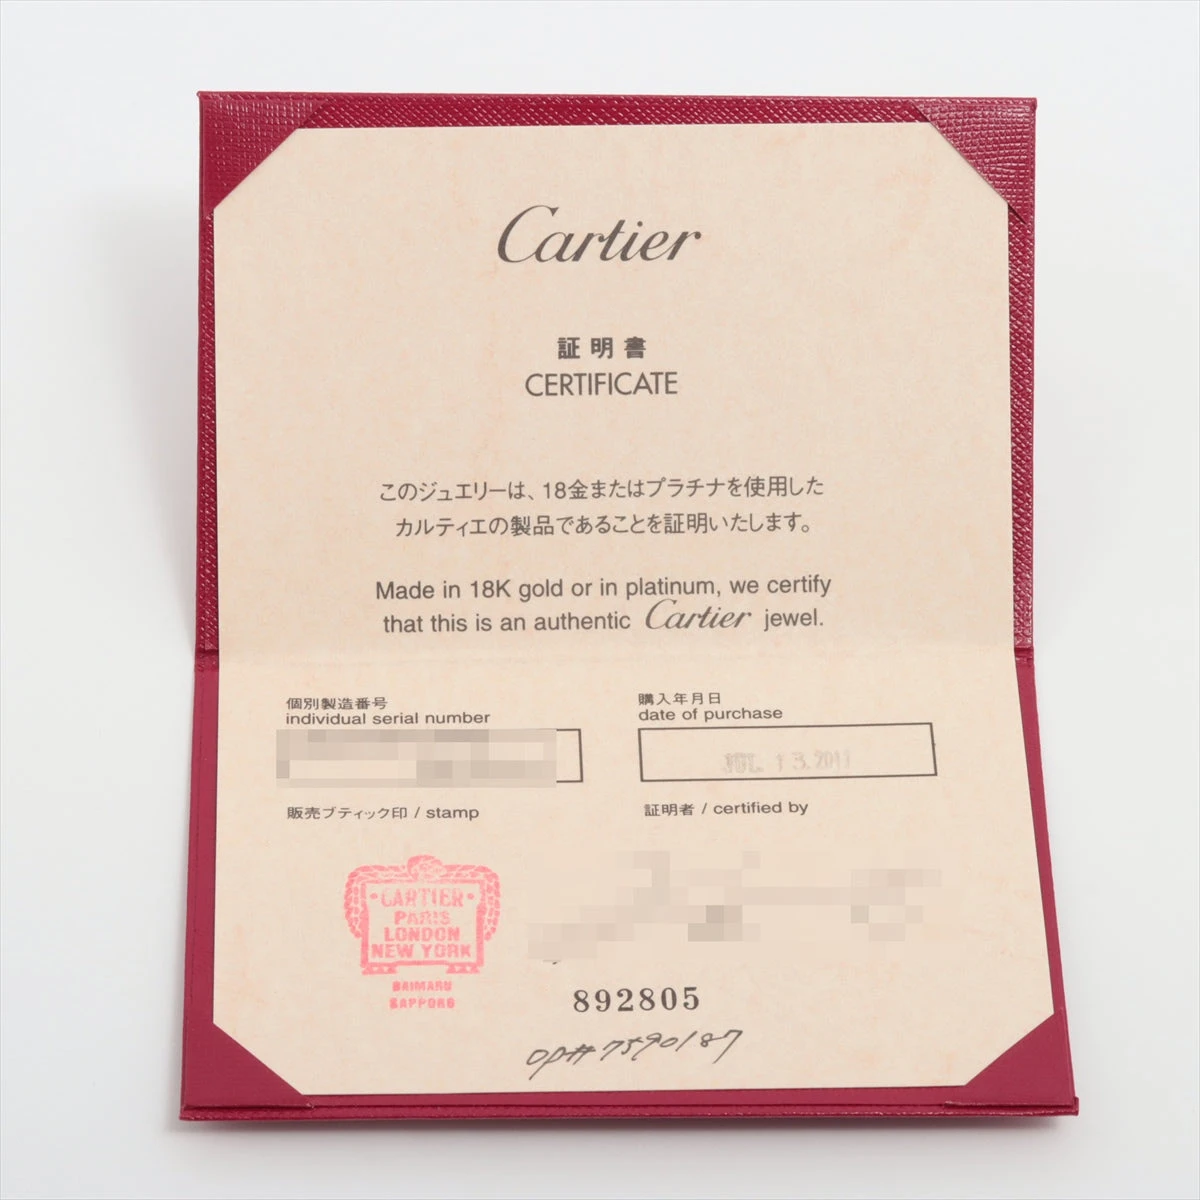 Cartier
証明書
CERTIFICATE
このジュエリーは、18金またはプラチナを使用した
カルティエの製品であることを証明いたします。
Made in 18K gold or in platinum, we certify
that this is an authentic Cartier jewel.
個別製造番号
individual serial number
購入年月日
date of purchase
JUL. 13.2011
販売ブティック印 / stamp
証明者 / certified by
·CARTIER·
PARIS
LONDON
NEW YORK
DAIMARU
SAPPORO
892805
OP# 7590187